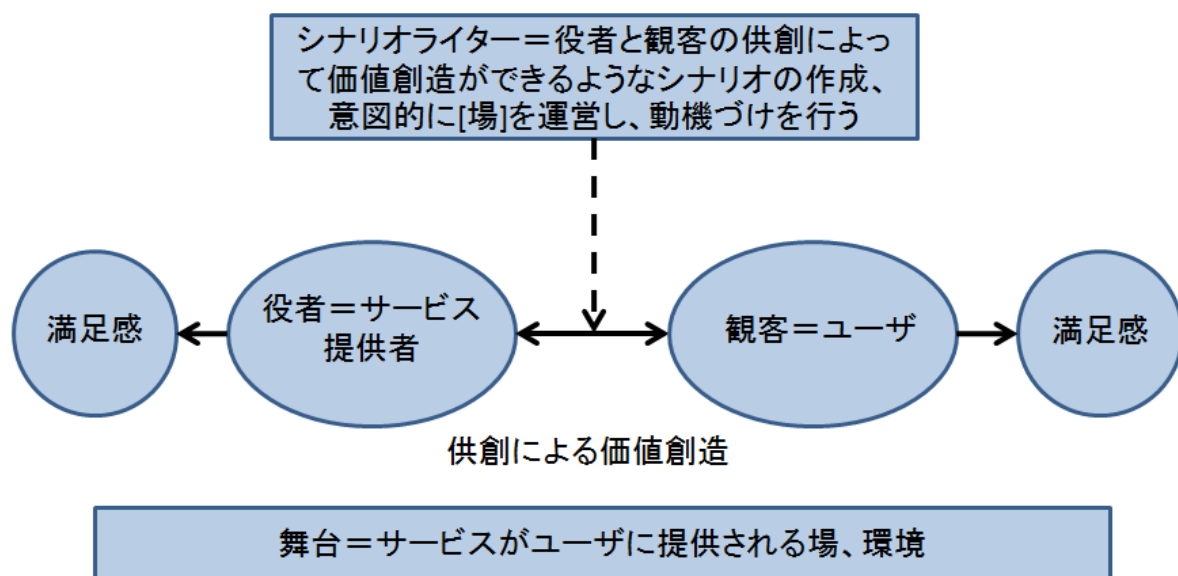 シナリオライター＝役者と観客の供創によっ
て価値創造ができるようなシナリオの作成、
意図的に[場]を運営し、動機づけを行う
満足感
役者＝サービス
提供者
観客＝ユーザ
満足感
供創による価値創造
舞台＝サービスがユーザに提供される場、環境